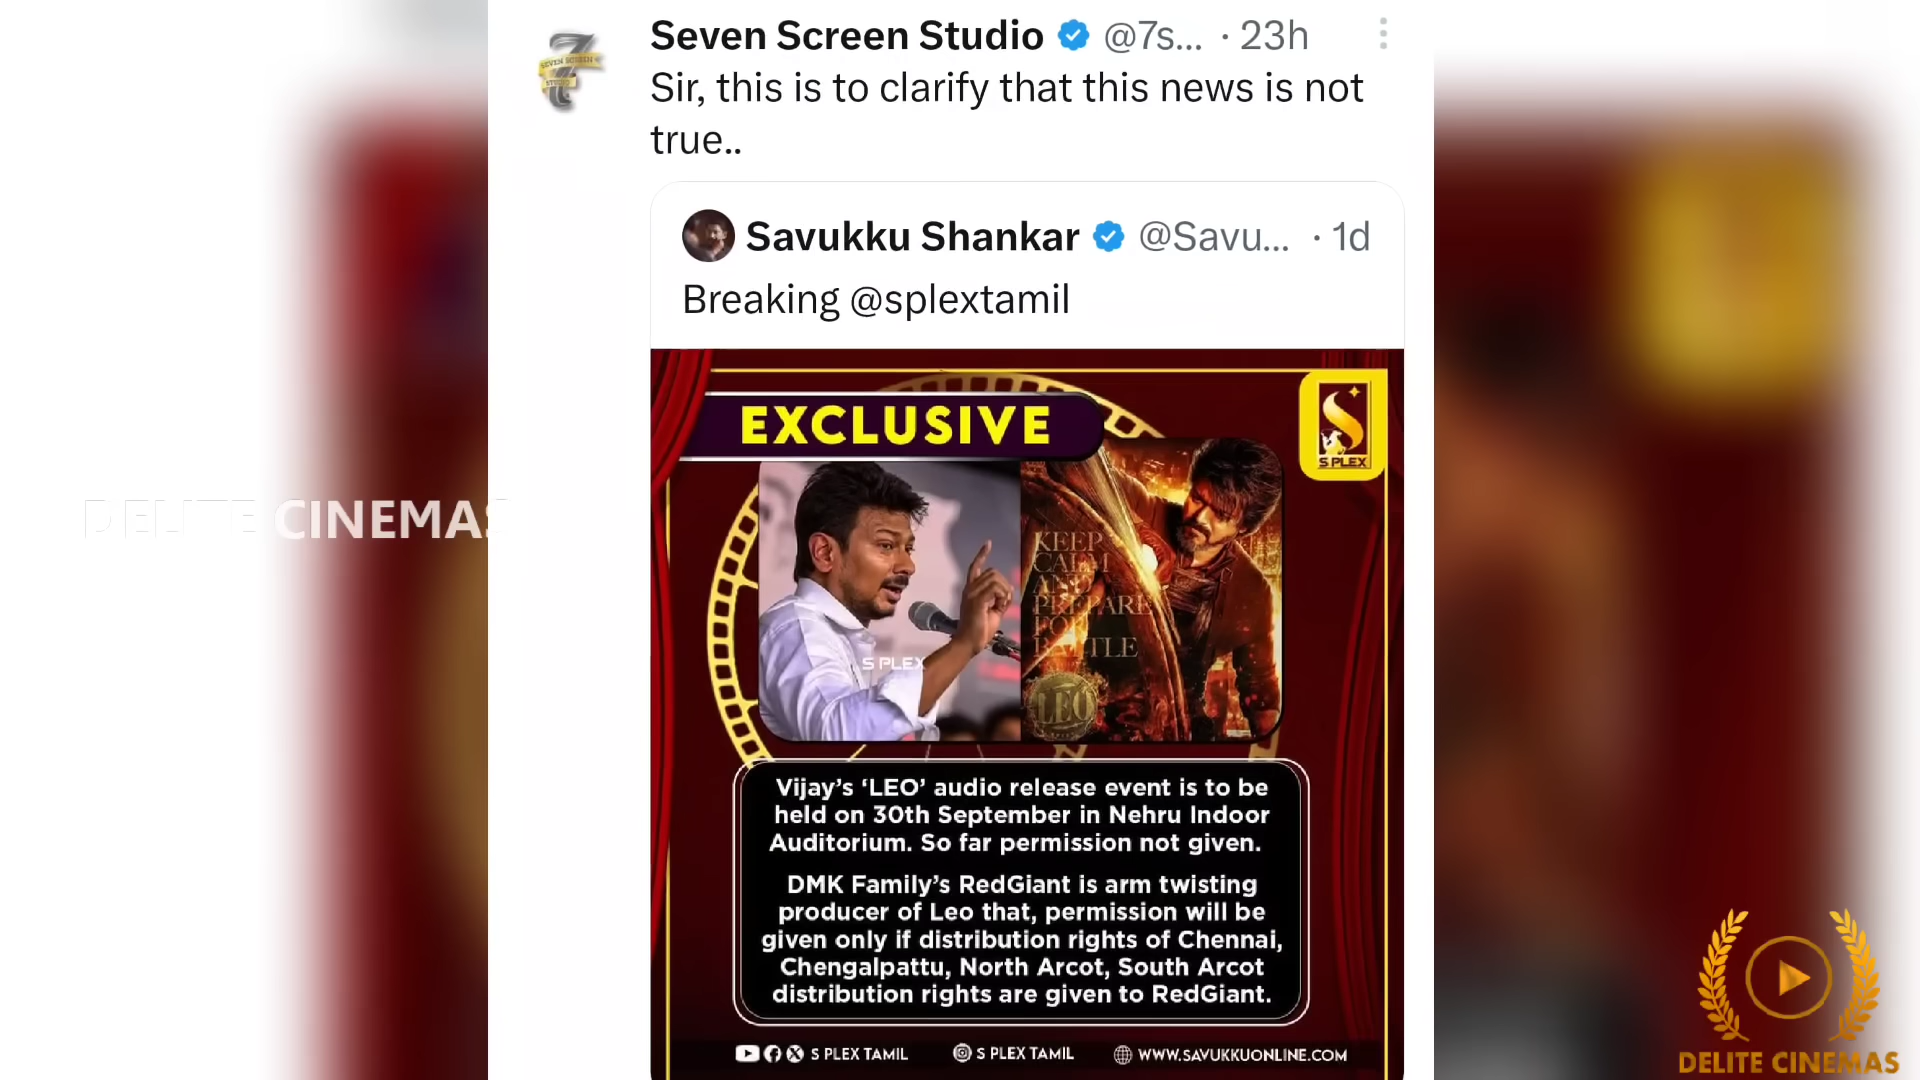 Seven Screen Studio @7s... · 23h
Sir, this is to clarify that this news is not
true..
SEVEN SCREEN
STUDIO
Savukku Shankar @Savu... · 1d
Breaking @splextamil
EXCLUSIVE
S PLEX
KEEP
CALM
AND
PREPARE
FOR
BATTLE
LEO
S PLEX
DELITE CINEMAS
Vijay's 'LEO' audio release event is to be
held on 30th September in Nehru Indoor
Auditorium. So far permission not given.
DMK Family's RedGiant is arm twisting
producer of Leo that, permission will be
given only if distribution rights of Chennai,
Chengalpattu, North Arcot, South Arcot
distribution rights are given to RedGiant.
S PLEX TAMIL S PLEX TAMIL WWW.SAVUKKUONLINE.COM
DELITE CINEMAS